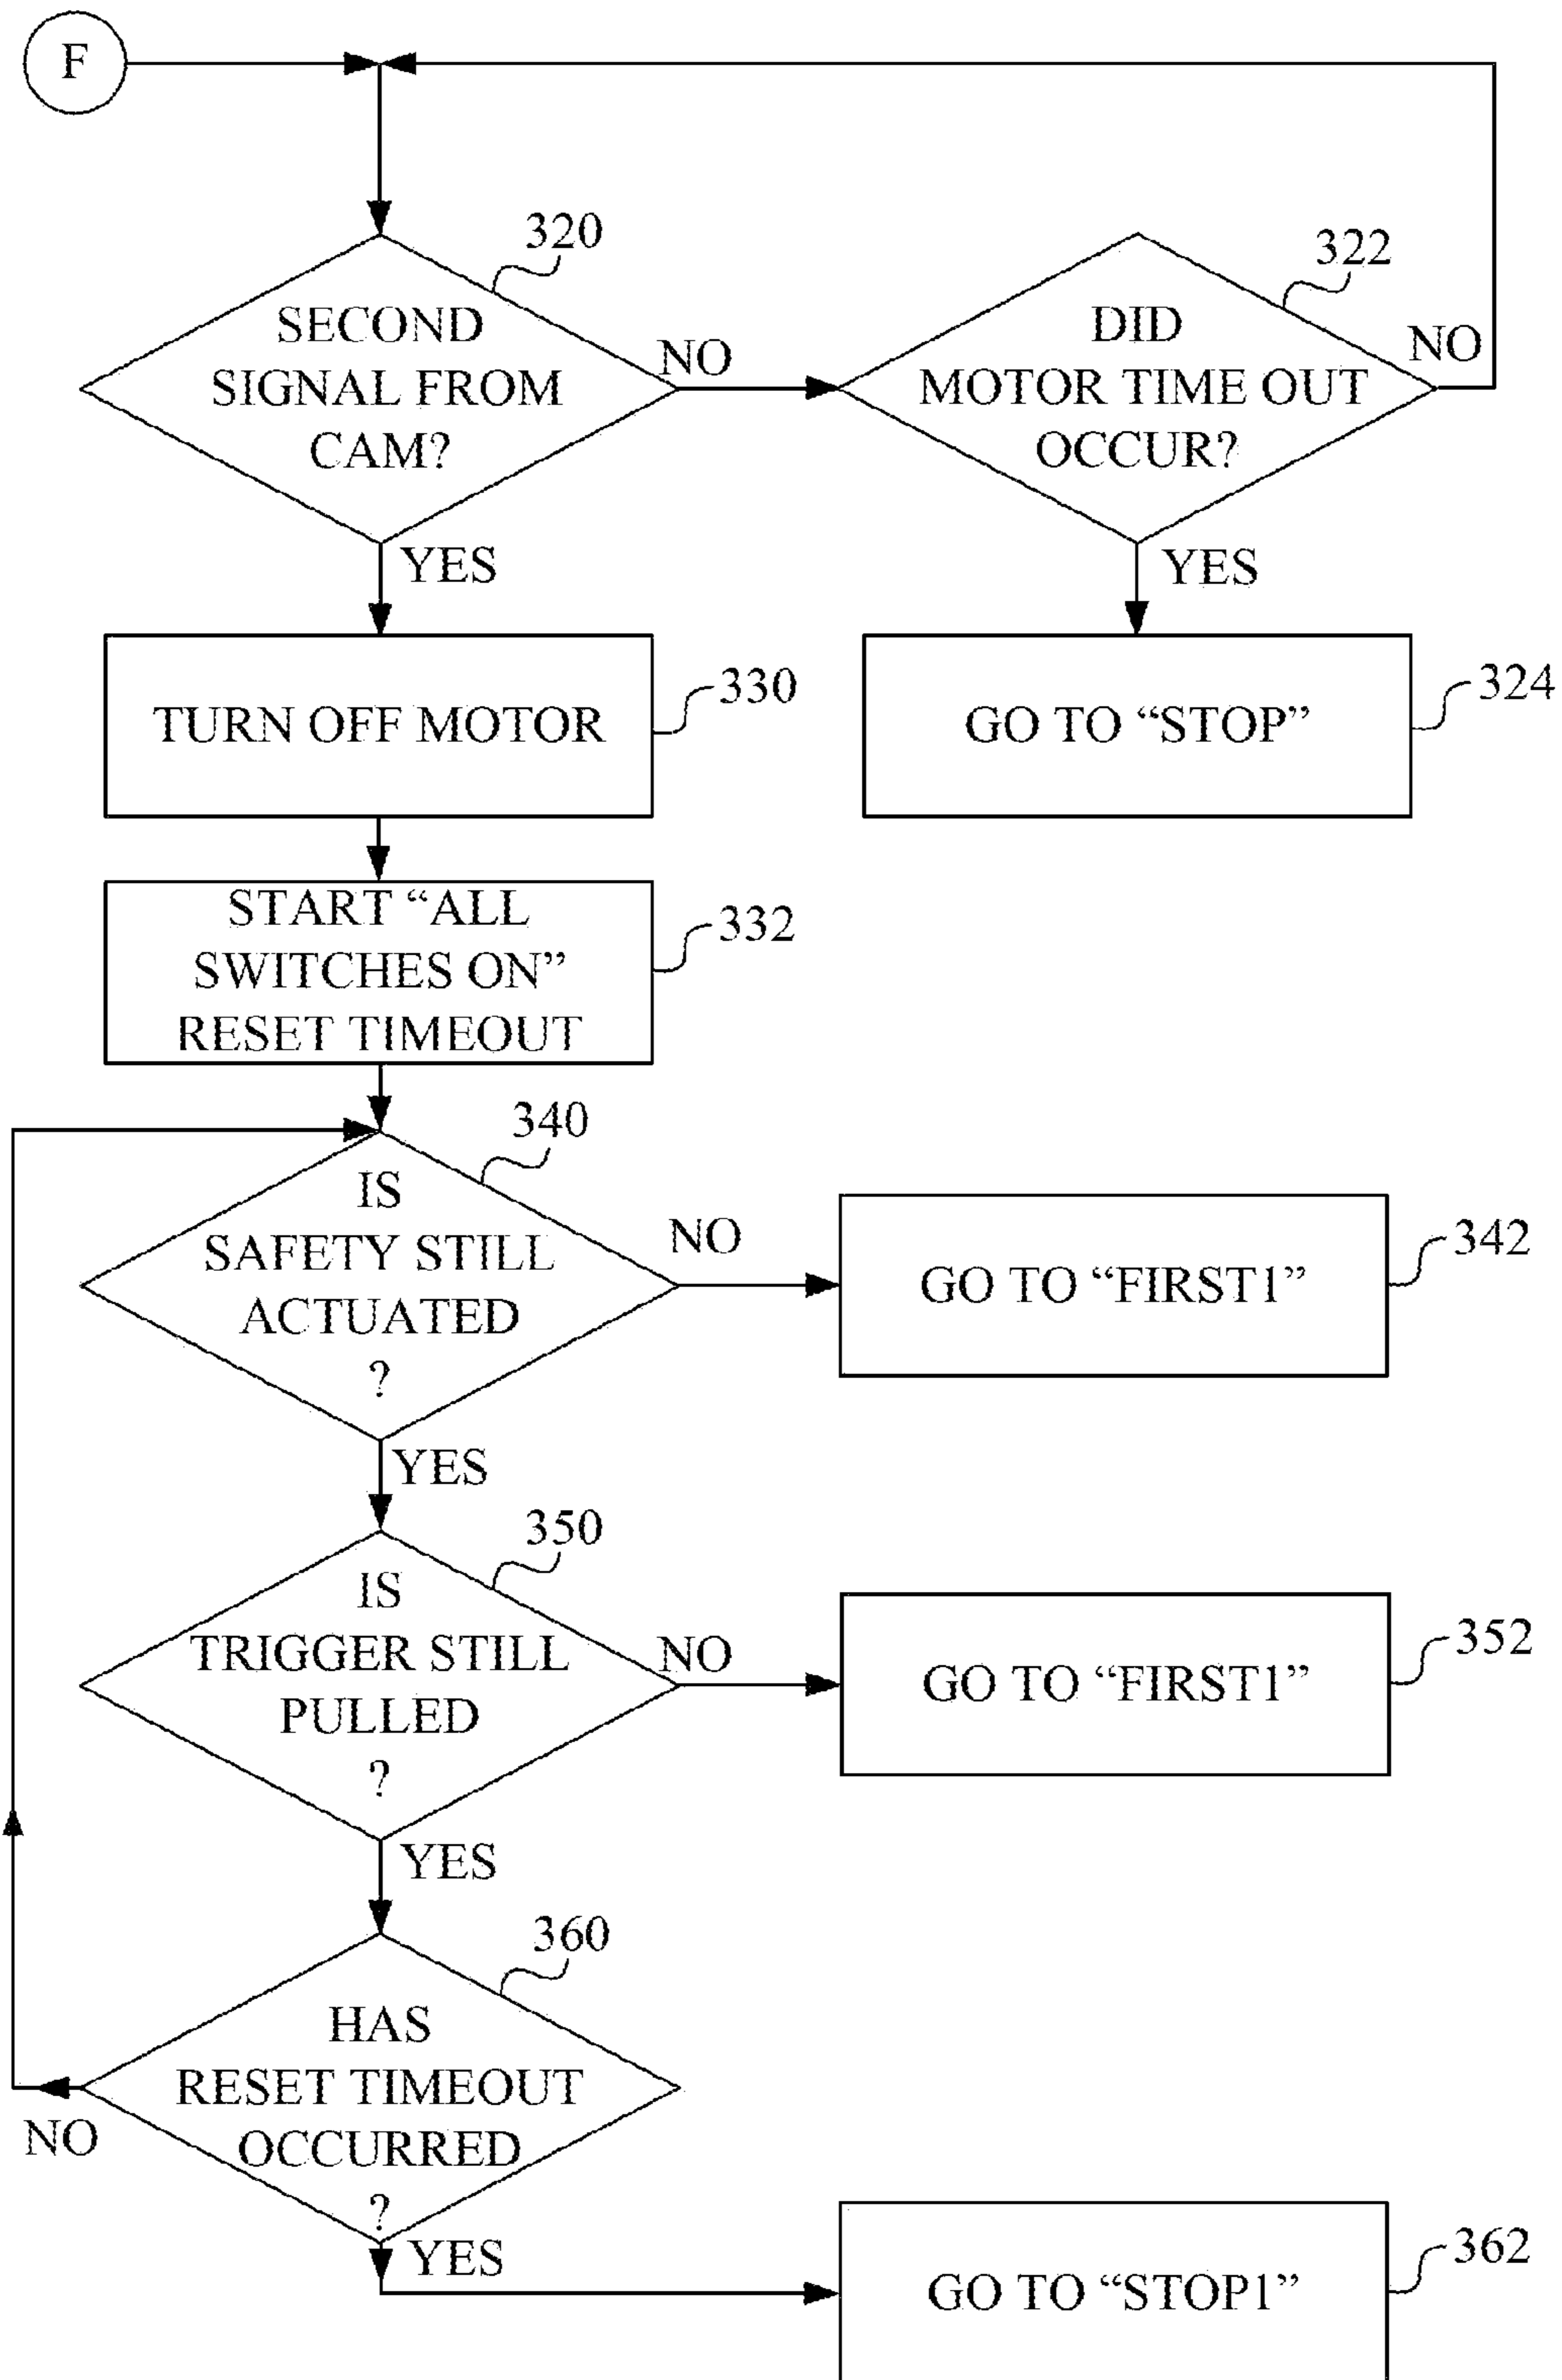 F
320
SECOND
SIGNAL FROM
CAM?
NO
YES
322
DID
MOTOR TIME OUT
OCCUR?
NO
YES
TURN OFF MOTOR
330
GO TO “STOP”
324
START “ALL
SWITCHES ON”
RESET TIMEOUT
332
340
IS
SAFETY STILL
ACTUATED
?
NO
YES
GO TO “FIRST1”
342
350
IS
TRIGGER STILL
PULLED
?
NO
YES
GO TO “FIRST1”
352
360
HAS
RESET TIMEOUT
OCCURRED
?
NO
YES
GO TO “STOP1”
362